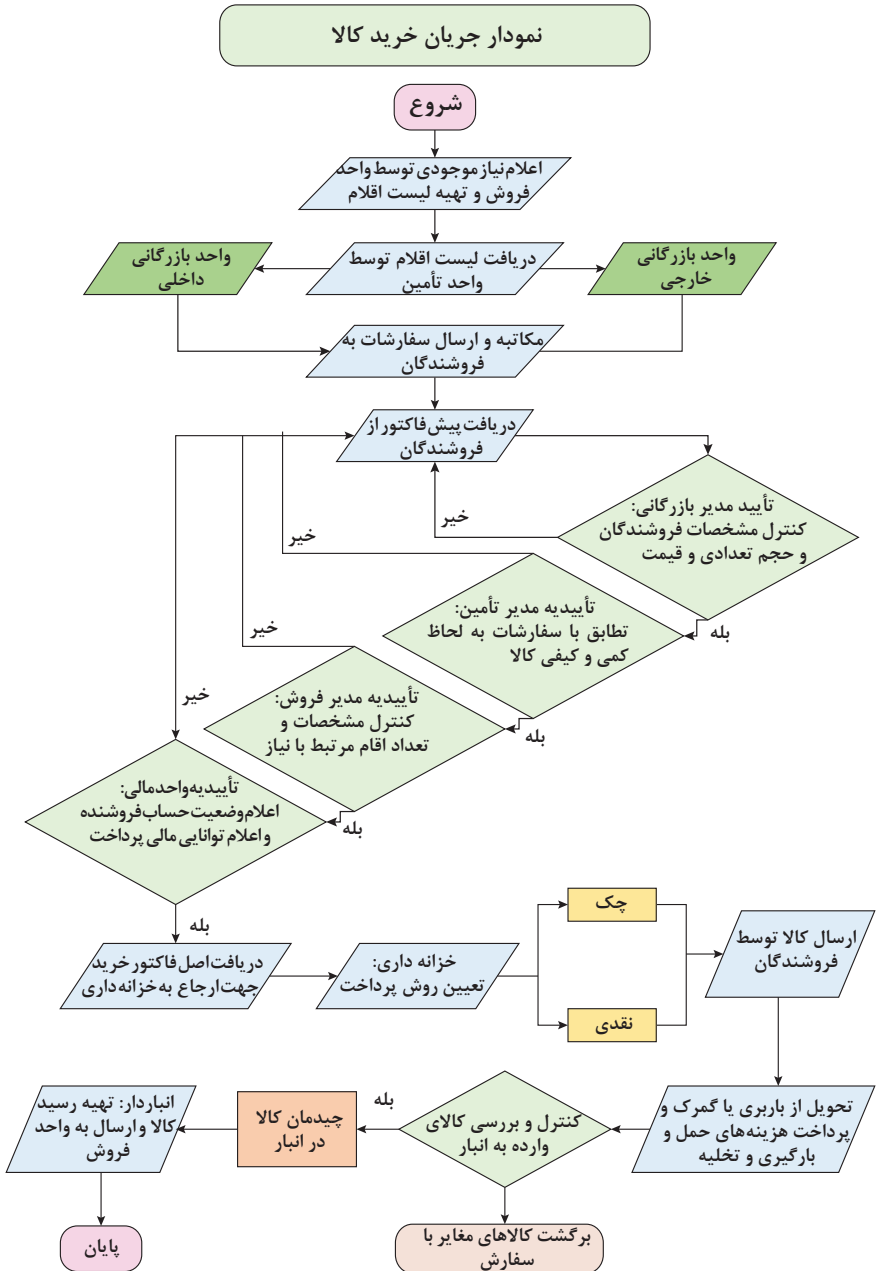 نمودار جریان خرید کالا
شروع
اعلام نیاز موجودی توسط واحد
فروش و تهیه لیست اقلام
دریافت لیست اقلام توسط
واحد تأمین
واحد بازرگانی
خارجی
واحد بازرگانی
داخلی
مکاتبه و ارسال سفارشات به
فروشندگان
دریافت پیش فاکتور از
فروشندگان
تأیید مدیر بازرگانی:
کنترل مشخصات فروشندگان
و حجم تعدادی و قیمت
خیر
بله
تأییدیه مدیر تأمین:
تطابق با سفارشات به لحاظ
کمی و کیفی کالا
خیر
بله
تأییدیه مدیر فروش:
کنترل مشخصات و
تعداد اقام مرتبط با نیاز
خیر
بله
تأییدیه واحد مالی:
اعلام وضعیت حساب فروشنده
و اعلام توانایی مالی پرداخت
خیر
بله
دریافت اصل فاکتور خرید
جهت ارجاع به خزانه داری
خزانه داری:
تعیین روش پرداخت
چک
نقدی
ارسال کالا توسط
فروشندگان
تحویل از باربری یا گمرک و
پرداخت هزینه‌های حمل و
بارگیری و تخلیه
کنترل و بررسی کالای
وارده به انبار
بله
برگشت کالاهای مغایر با
سفارش
چیدمان کالا
در انبار
انباردار: تهیه رسید
کالا و ارسال به واحد
فروش
پایان